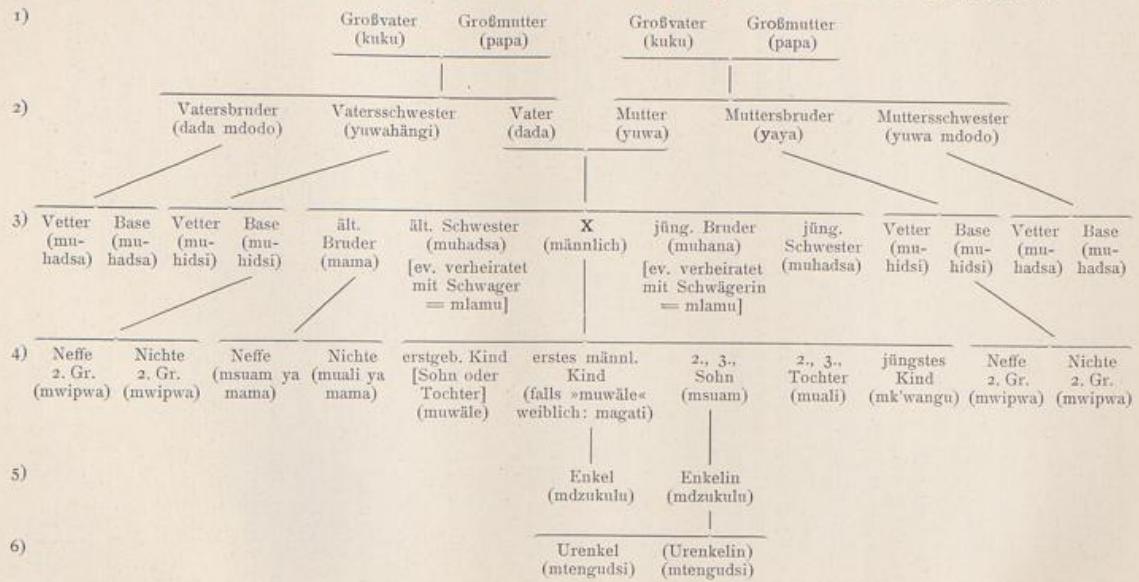 1)
Großvater Großmutter Großvater Großmutter
(kuku) (papa) (kuku) (papa)
2)
Vatersbruder Vatersschwester Vater Mutter Muttersbruder Muttersschwester
(dada mdodo) (yuwahängi) (dada) (yuwa) (yaya) (yuwa mdodo)
3) Vetter Base Vetter Base ält. ält. Schwester X jüng. Bruder jüng. Vetter Base Vetter Base
(mu- (mu- (mu- (mu- Bruder (muhadsa) (männlich) (muhana) Schwester (mu- (mu- (mu- (mu-
hadsa) hadsa) hidsi) hidsi) (mama) [ev. verheiratet [ev. verheiratet (muhadsa) hidsi) hidsi) hadsa) hadsa)
mit Schwager mit Schwägerin
= mlamu] = mlamu]
4) Neffe Nichte Neffe Nichte erstgeb. Kind erstes männl. 2., 3., 2., 3., jüngstes Neffe Nichte
2. Gr. 2. Gr. (msuam ya (muali ya [Sohn oder Kind Sohn Tochter Kind 2. Gr. 2. Gr.
(mwipwa) (mwipwa) mama) mama) Tochter] (falls »muwäle« (msuam) (muali) (mk'wangu) (mwipwa) (mwipwa)
(muwäle) weiblich: magati)
5)
Enkel Enkelin
(mdzukulu) (mdzukulu)
6)
Urenkel (Urenkelin)
(mtengudsi) (mtengudsi)